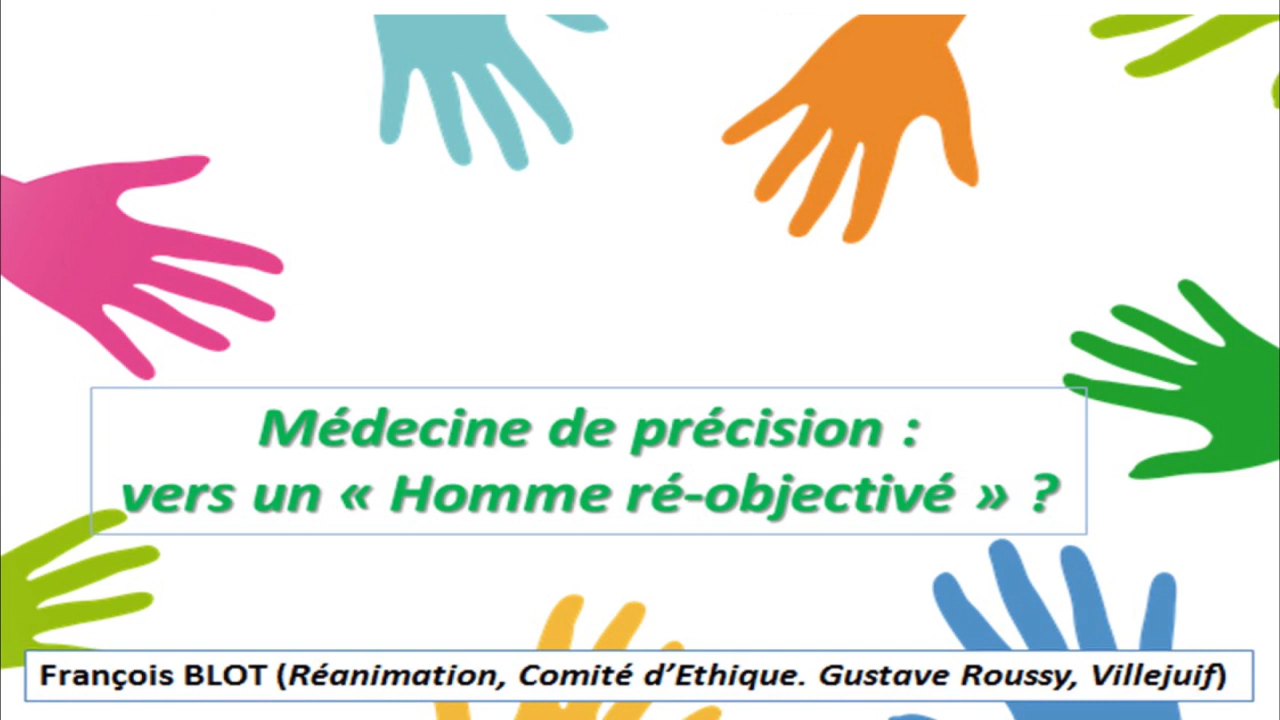 Médecine de précision :
vers un « Homme ré-objectivé » ?
François BLOT (Réanimation, Comité d’Ethique. Gustave Roussy, Villejuif)